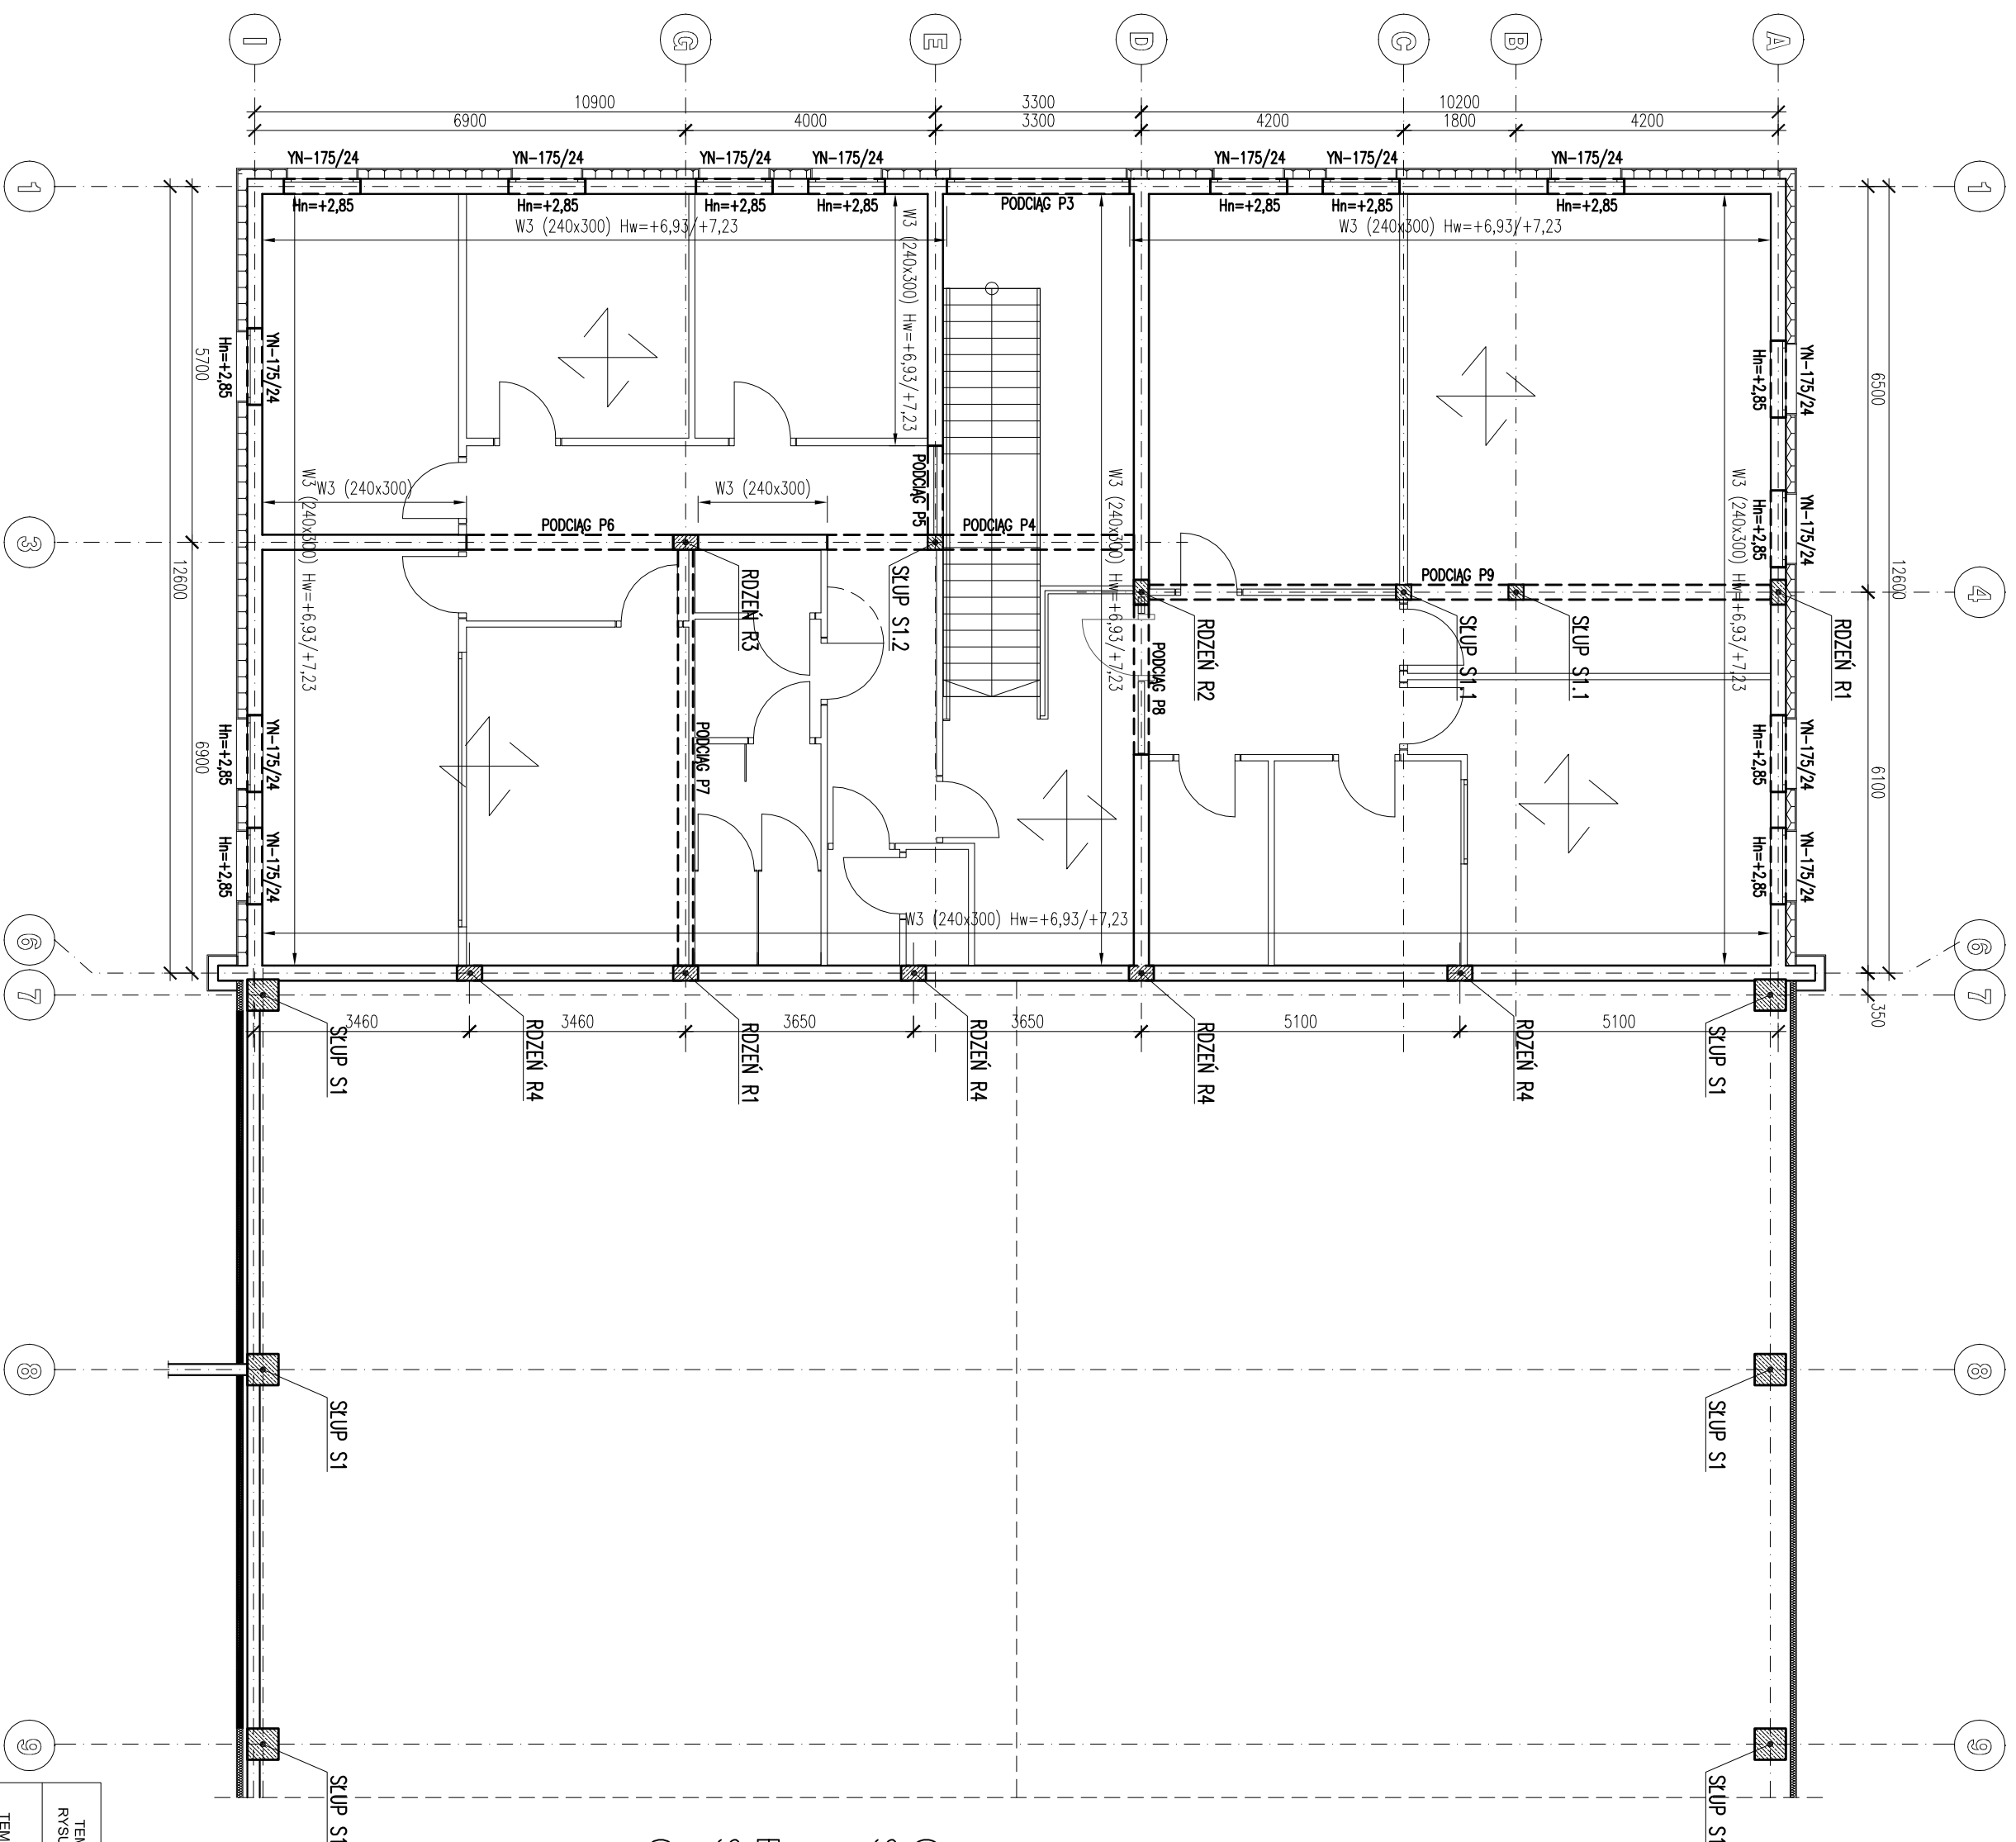 I
G
E
D
C
B
A
10900
3300
10200
6900
4000
3300
4200
1800
4200
YN-175/24
YN-175/24
YN-175/24
YN-175/24
YN-175/24
YN-175/24
YN-175/24
1
1
Hn=+2,85
Hn=+2,85
Hn=+2,85
Hn=+2,85
PODCIĄG P3
Hn=+2,85
Hn=+2,85
Hn=+2,85
W3 (240x300) Hw=+6,93/+7,23
W3 (240x300) Hw=+6,93/+7,23
W3 (240x300) Hw=+6,93/+7,23
YN-175/24
Hn=+2,85
5700
Hn=+2,85
YN-175/24
6500
12600
W3 (240x300)
W3 (240x300)
W3 (240x300) Hw=+6,93/+7,23
PODCIĄG P5
W3 (240x300) Hw=+6,93/+7,23
W3 (240x300) Hw=+6,93/+7,23
Hn=+2,85
YN-175/24
3
PODCIĄG P6
PODCIĄG P4
12600
RDZEŃ R3
SŁUP S1.2
PODCIĄG P9
4
RDZEŃ R2
SŁUP S1.1
SŁUP S1.1
RDZEŃ R1
PODCIĄG P8
PODCIĄG P7
6900
Hn=+2,85
YN-175/24
Hn=+2,85
YN-175/24
6100
Hn=+2,85
YN-175/24
Hn=+2,85
YN-175/24
W3 (240x300) Hw=+6,93/+7,23
6
6
7
7
350
3460
3460
3650
3650
5100
5100
SŁUP S1
RDZEŃ R4
RDZEŃ R1
RDZEŃ R4
RDZEŃ R4
RDZEŃ R4
SŁUP S1
8
8
SŁUP S1
SŁUP S1
9
9
SŁUP S1
SŁUP S1